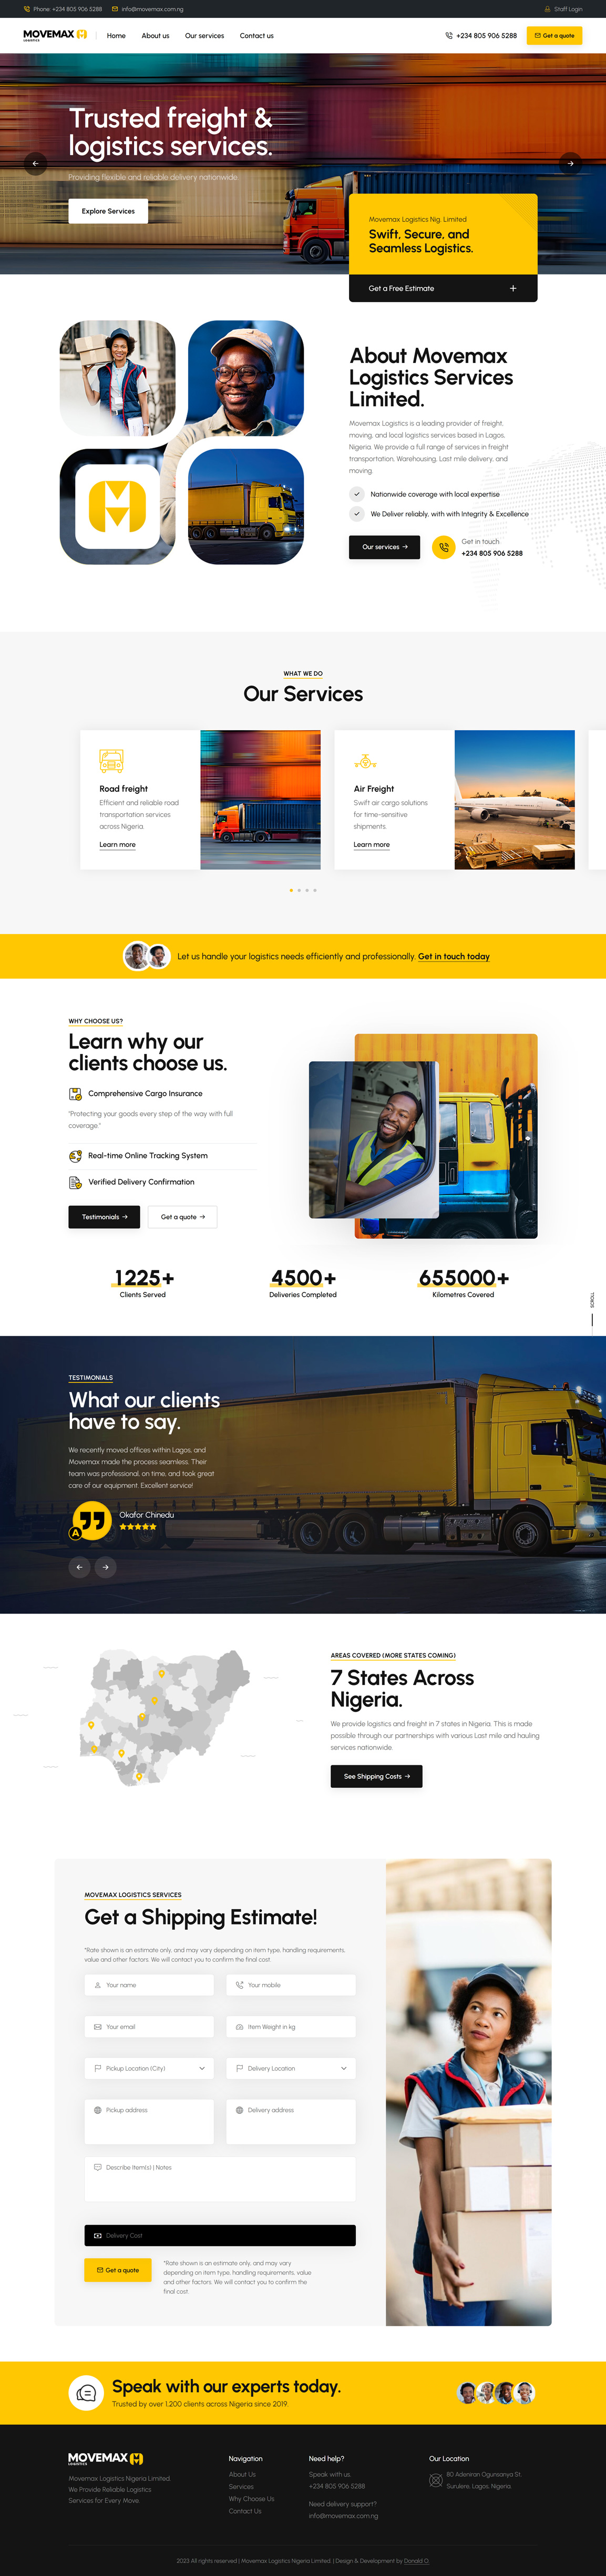 Phone: +234 805 906 5288
info@movemax.com.ng
Staff Login
MOVEMAX
LOGISTICS
Home
About us
Our services
Contact us
+234 805 906 5288
Get a quote
Trusted freight &
logistics services.
Providing flexible and reliable delivery nationwide.
Explore Services
Movemax Logistics Nig. Limited
Swift, Secure, and
Seamless Logistics.
Get a Free Estimate
About Movemax
Logistics Services
Limited.
Movemax Logistics is a leading provider of freight,
moving, and local logistics services based in Lagos,
Nigeria. We provide a full range of services in freight
transportation, Warehousing, Last mile delivery, and
moving.
Nationwide coverage with local expertise
We Deliver reliably, with with Integrity & Excellence
Our services
Get in touch
+234 805 906 5288
WHAT WE DO
Our Services
Road freight
Efficient and reliable road
transportation services
across Nigeria.
Learn more
Air Freight
Swift air cargo solutions
for time-sensitive
shipments.
Learn more
Let us handle your logistics needs efficiently and professionally. Get in touch today
WHY CHOOSE US?
Learn why our
clients choose us.
Comprehensive Cargo Insurance
"Protecting your goods every step of the way with full
coverage."
Real-time Online Tracking System
Verified Delivery Confirmation
Testimonials
Get a quote
1225+
Clients Served
4500+
Deliveries Completed
655000+
Kilometres Covered
SCROLL
TESTIMONIALS
What our clients
have to say.
We recently moved offices within Lagos, and
Movemax made the process seamless. Their
team was professional, on time, and took great
care of our equipment. Excellent service!
Okafor Chinedu
AREAS COVERED (MORE STATES COMING)
7 States Across
Nigeria.
We provide logistics and freight in 7 states in Nigeria. This is made
possible through our partnerships with various Last mile and hauling
services nationwide.
See Shipping Costs
MOVEMAX LOGISTICS SERVICES
Get a Shipping Estimate!
*Rate shown is an estimate only, and may vary depending on item type, handling requirements,
value and other factors. We will contact you to confirm the final cost.
Your name
Your mobile
Your email
Item Weight in kg
Pickup Location (City)
Delivery Location
Pickup address
Delivery address
Describe Item(s) | Notes
Delivery Cost
Get a quote
*Rate shown is an estimate only, and may vary
depending on item type, handling requirements, value
and other factors. We will contact you to confirm the
final cost.
Speak with our experts today.
Trusted by over 1,200 clients across Nigeria since 2019.
MOVEMAX
LOGISTICS
Movemax Logistics Nigeria Limited.
We Provide Reliable Logistics
Services for Every Move.
Navigation
About Us
Services
Why Choose Us
Contact Us
Need help?
Speak with us.
+234 805 906 5288
Need delivery support?
info@movemax.com.ng
Our Location
80 Adeniran Ogunsanya St,
Surulere, Lagos, Nigeria.
2023 All rights reserved | Movemax Logistics Nigeria Limited. | Design & Development by Donald O.